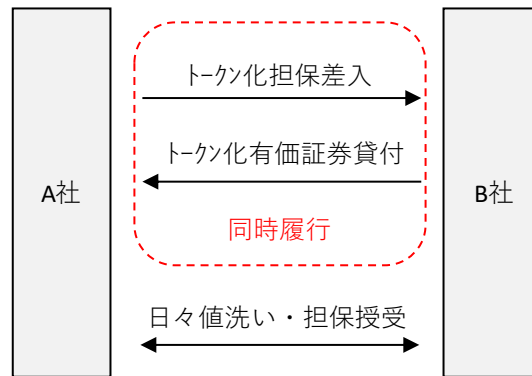 ﾄｰｸﾝ化担保差入
ﾄｰｸﾝ化有価証券貸付
A社
B社
同時履行
日々値洗い・担保授受